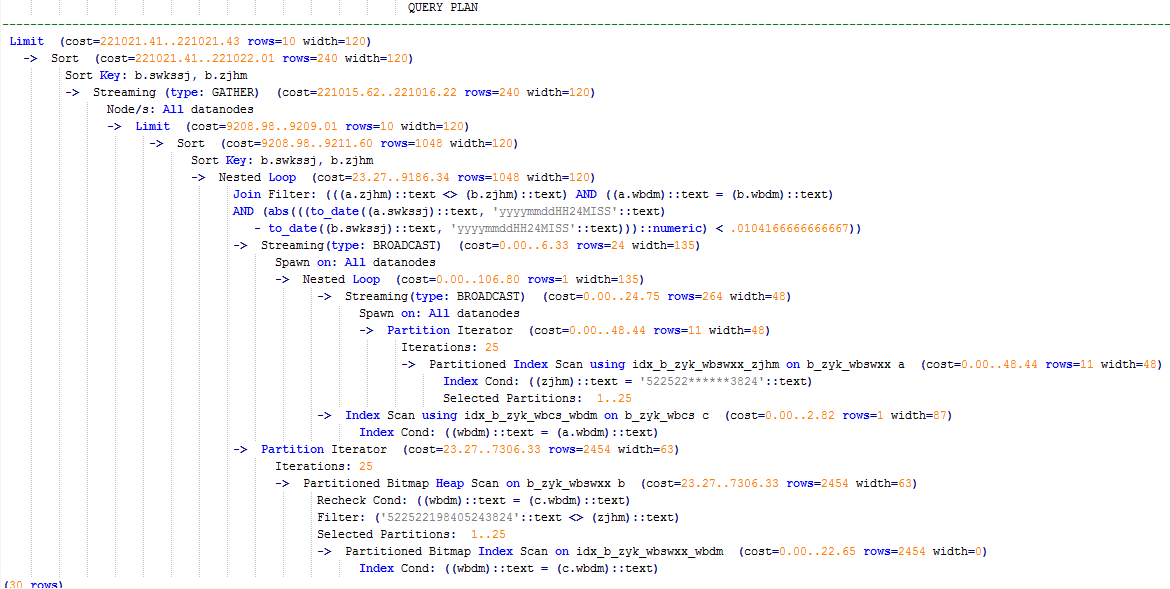 QUERY PLAN
Limit (cost=221021.41..221021.43 rows=10 width=120)
-> Sort (cost=221021.41..221022.01 rows=240 width=120)
Sort Key: b.swkssj, b.zjhm
-> Streaming (type: GATHER) (cost=221015.62..221016.22 rows=240 width=120)
Node/s: All datanodes
-> Limit (cost=9208.98..9209.01 rows=10 width=120)
-> Sort (cost=9208.98..9211.60 rows=1048 width=120)
Sort Key: b.swkssj, b.zjhm
-> Nested Loop (cost=23.27..9186.34 rows=1048 width=120)
Join Filter: (((a.zjhm)::text <> (b.zjhm)::text) AND ((a.wbdm)::text = (b.wbdm)::text)
AND (abs(((to_date((a.swkssj)::text, 'yyyymmddHH24MISS'::text)
- to_date((b.swkssj)::text, 'yyyymmddHH24MISS'::text)))::numeric) < .0104166666666667))
-> Streaming(type: BROADCAST) (cost=0.00..6.33 rows=24 width=135)
Spawn on: All datanodes
-> Nested Loop (cost=0.00..106.80 rows=1 width=135)
-> Streaming(type: BROADCAST) (cost=0.00..24.75 rows=264 width=48)
Spawn on: All datanodes
-> Partition Iterator (cost=0.00..48.44 rows=11 width=48)
Iterations: 25
-> Partitioned Index Scan using idx_b_zyk_wbswxx_zjhm on b_zyk_wbswxx a (cost=0.00..48.44 rows=11 width=48)
Index Cond: ((zjhm)::text = '522522******3824'::text)
Selected Partitions: 1..25
-> Index Scan using idx_b_zyk_wbcs_wbdm on b_zyk_wbcs c (cost=0.00..2.82 rows=1 width=87)
Index Cond: ((wbdm)::text = (a.wbdm)::text)
-> Partition Iterator (cost=23.27..7306.33 rows=2454 width=63)
Iterations: 25
-> Partitioned Bitmap Heap Scan on b_zyk_wbswxx b (cost=23.27..7306.33 rows=2454 width=63)
Recheck Cond: ((wbdm)::text = (c.wbdm)::text)
Filter: ('522522198405243824'::text <> (zjhm)::text)
Selected Partitions: 1..25
-> Partitioned Bitmap Index Scan on idx_b_zyk_wbswxx_wbdm (cost=0.00..22.65 rows=2454 width=0)
Index Cond: ((wbdm)::text = (c.wbdm)::text)
(30 rows)